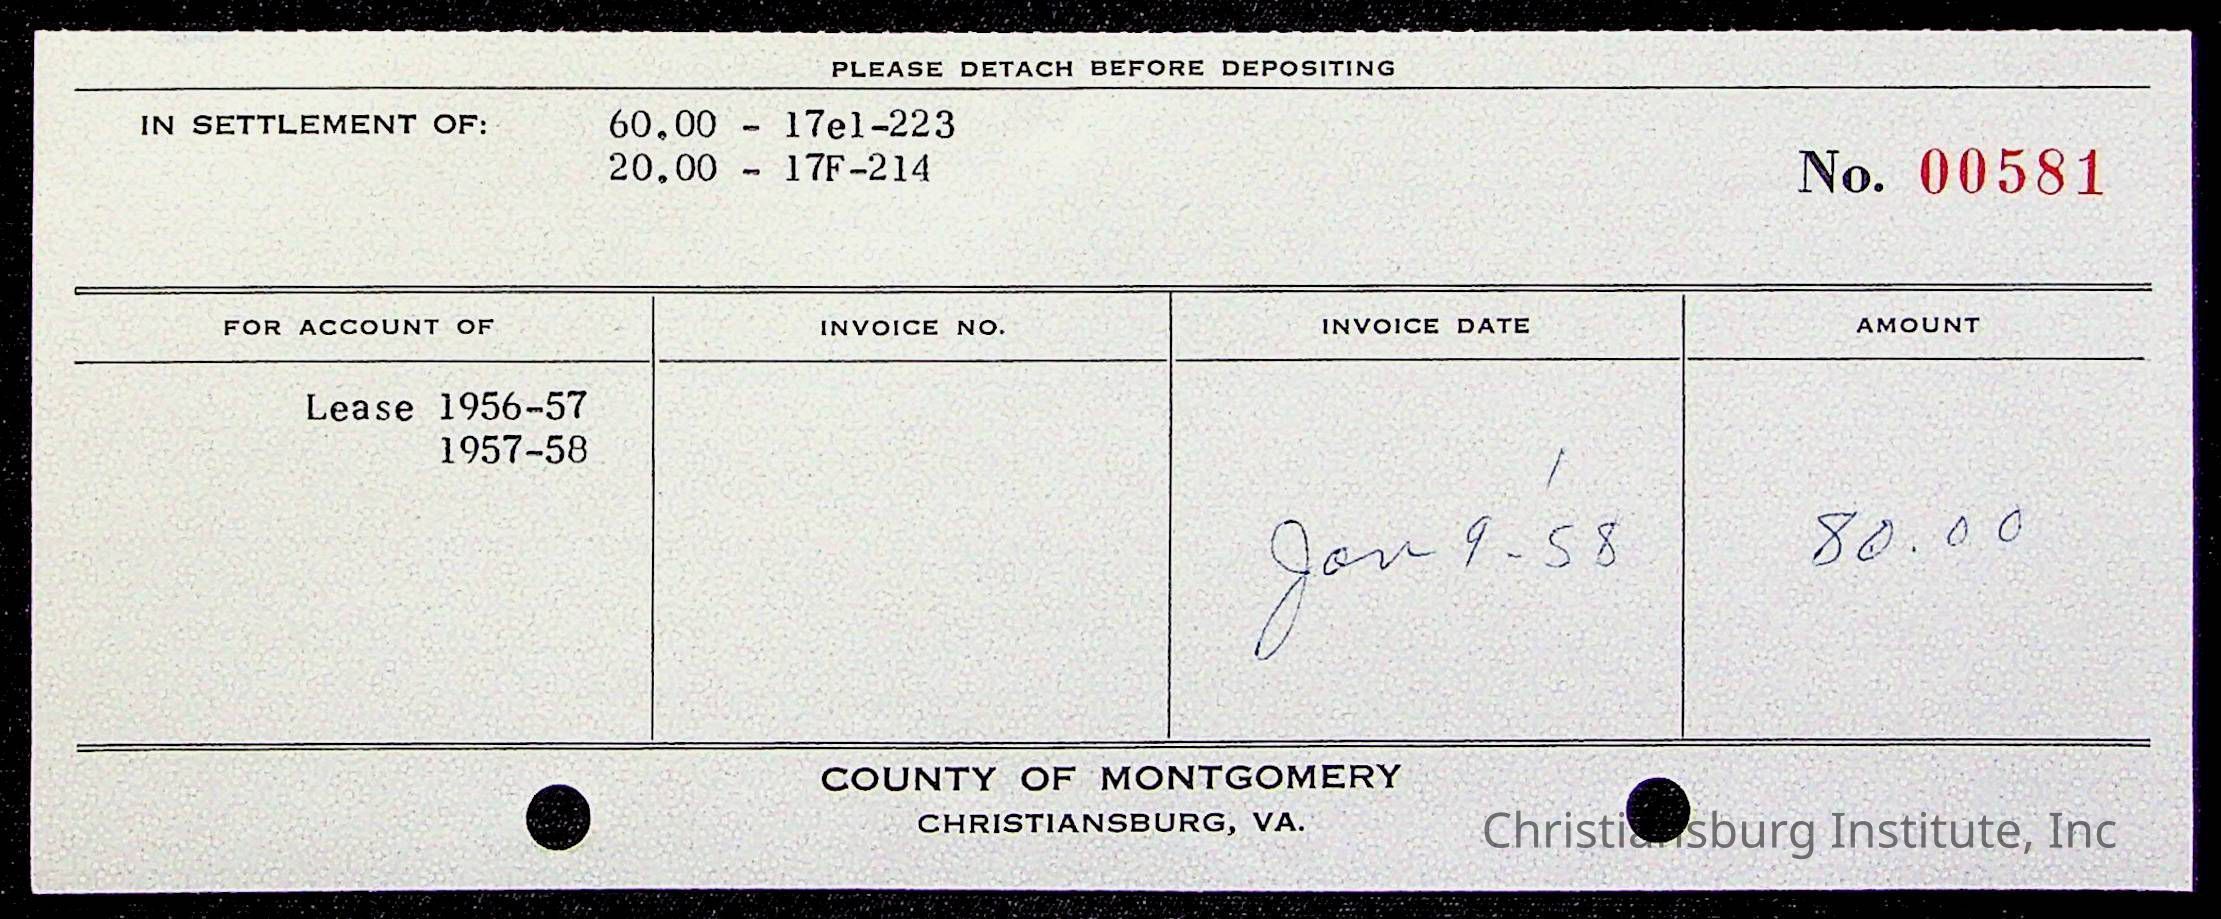 PLEASE DETACH BEFORE DEPOSITING
IN SETTLEMENT OF: 60.00 - 17e1-223
20.00 - 17F-214
No. 00581
FOR ACCOUNT OF INVOICE NO. INVOICE DATE AMOUNT
Lease 1956-57
1957-58
Jan 9-58 80.00
COUNTY OF MONTGOMERY
CHRISTIANSBURG, VA.
Christiansburg Institute, Inc